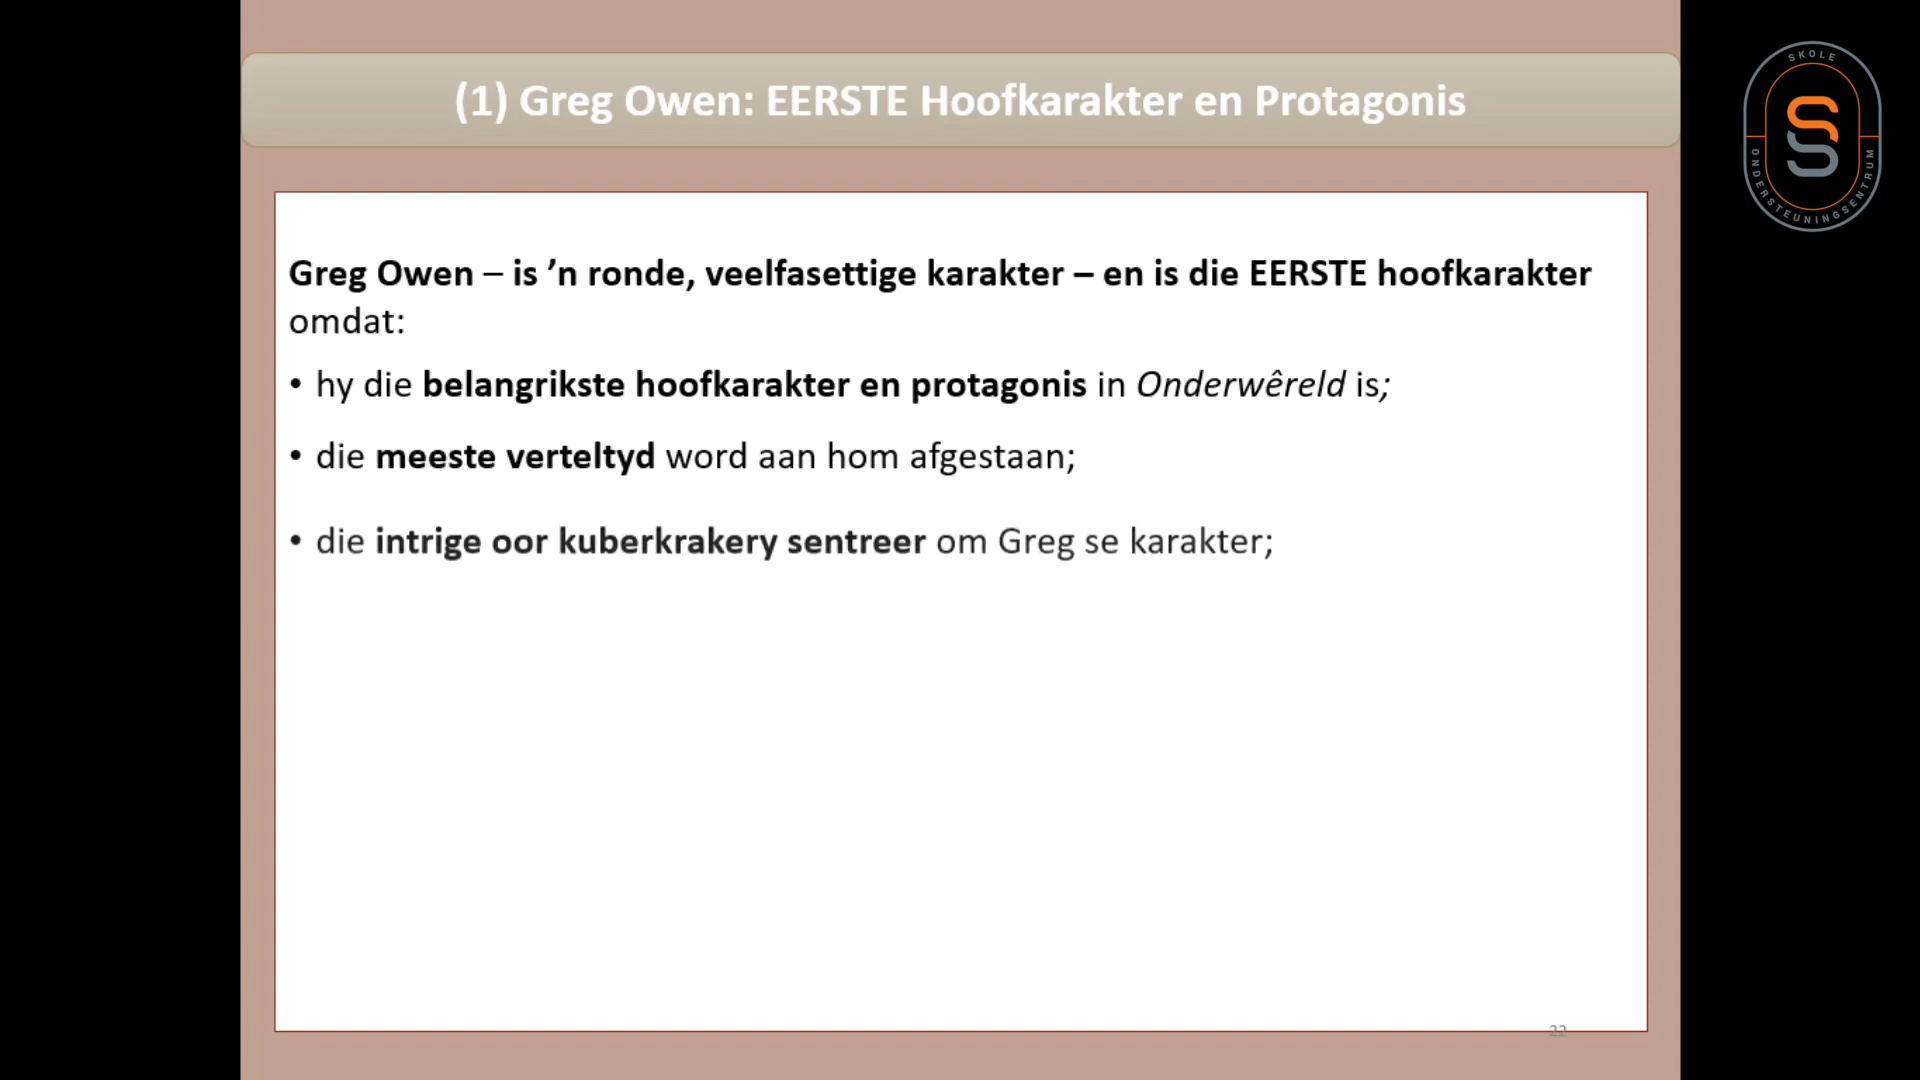 (1) Greg Owen: EERSTE Hoofkarakter en Protagonis
SKOLE
ONDERSTEUNINGSENTRUM
Greg Owen – is ’n ronde, veelfasettige karakter – en is die EERSTE hoofkarakter
omdat:
• hy die belangrikste hoofkarakter en protagonis in Onderwêreld is;
• die meeste verteltyd word aan hom afgestaan;
• die intrige oor kuberkrakery sentreer om Greg se karakter;
22